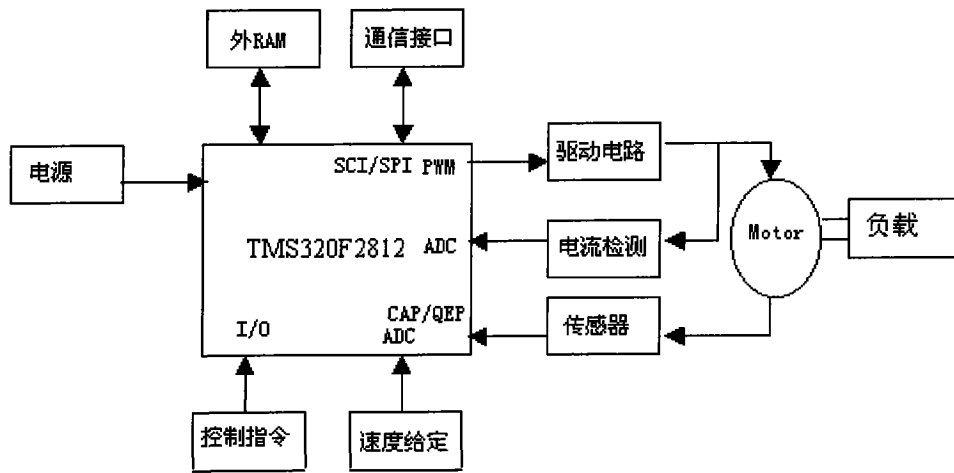 外RAM
通信接口
电源
SCI/SPI PWM
驱动电路
TMS320F2812 ADC
电流检测
Motor
负载
CAP/QEP
I/O
ADC
传感器
控制指令
速度给定